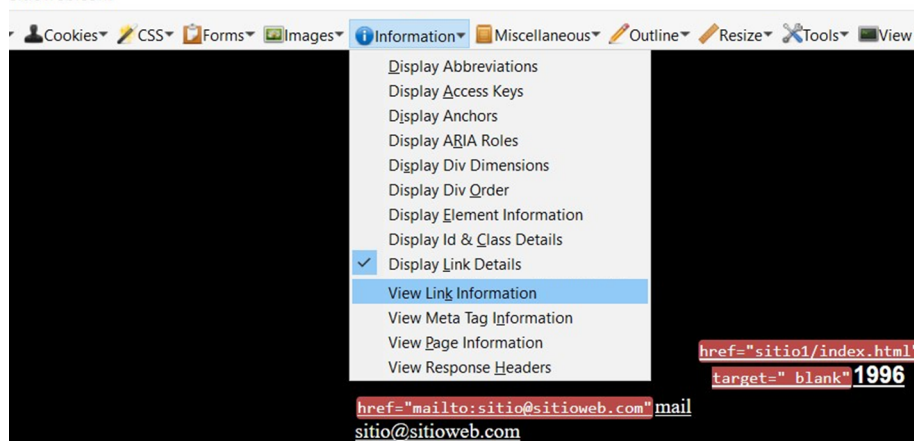 Cookies CSS Forms Images Information Miscellaneous Outline Resize Tools View
Display Abbreviations
Display Access Keys
Display Anchors
Display ARIA Roles
Display Div Dimensions
Display Div Order
Display Element Information
Display Id & Class Details
Display Link Details
View Link Information
View Meta Tag Information
View Page Information
View Response Headers
href="sitio1/index.html"
target="_blank" 1996
href="mailto:sitio@sitioweb.com" mail
sitio@sitioweb.com